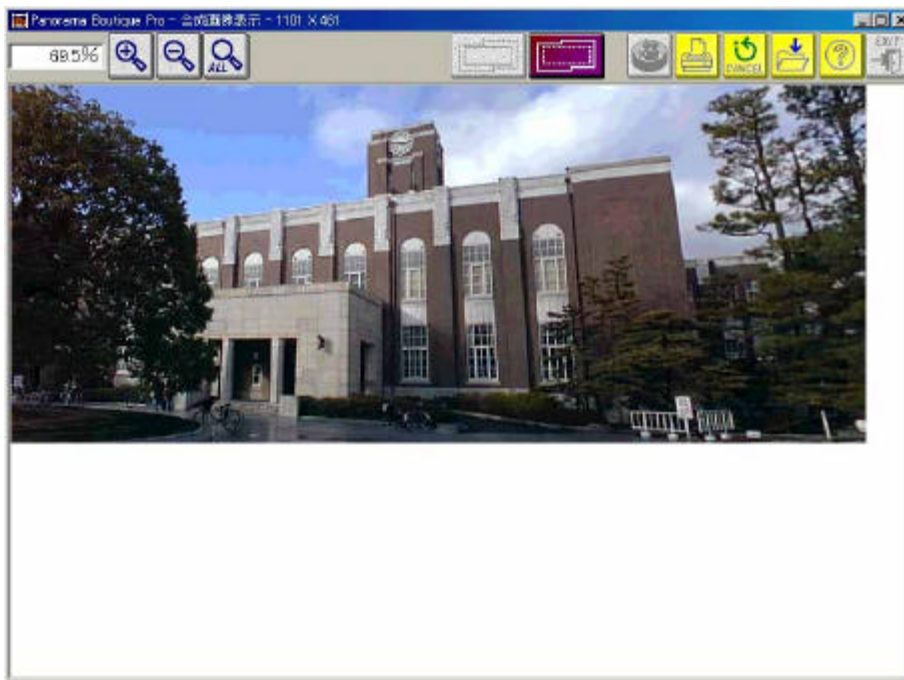 Panorama Boutique Pro - 合成画像表示 - 1101 X 461
69.5%
ALL
CANCEL
EXIT